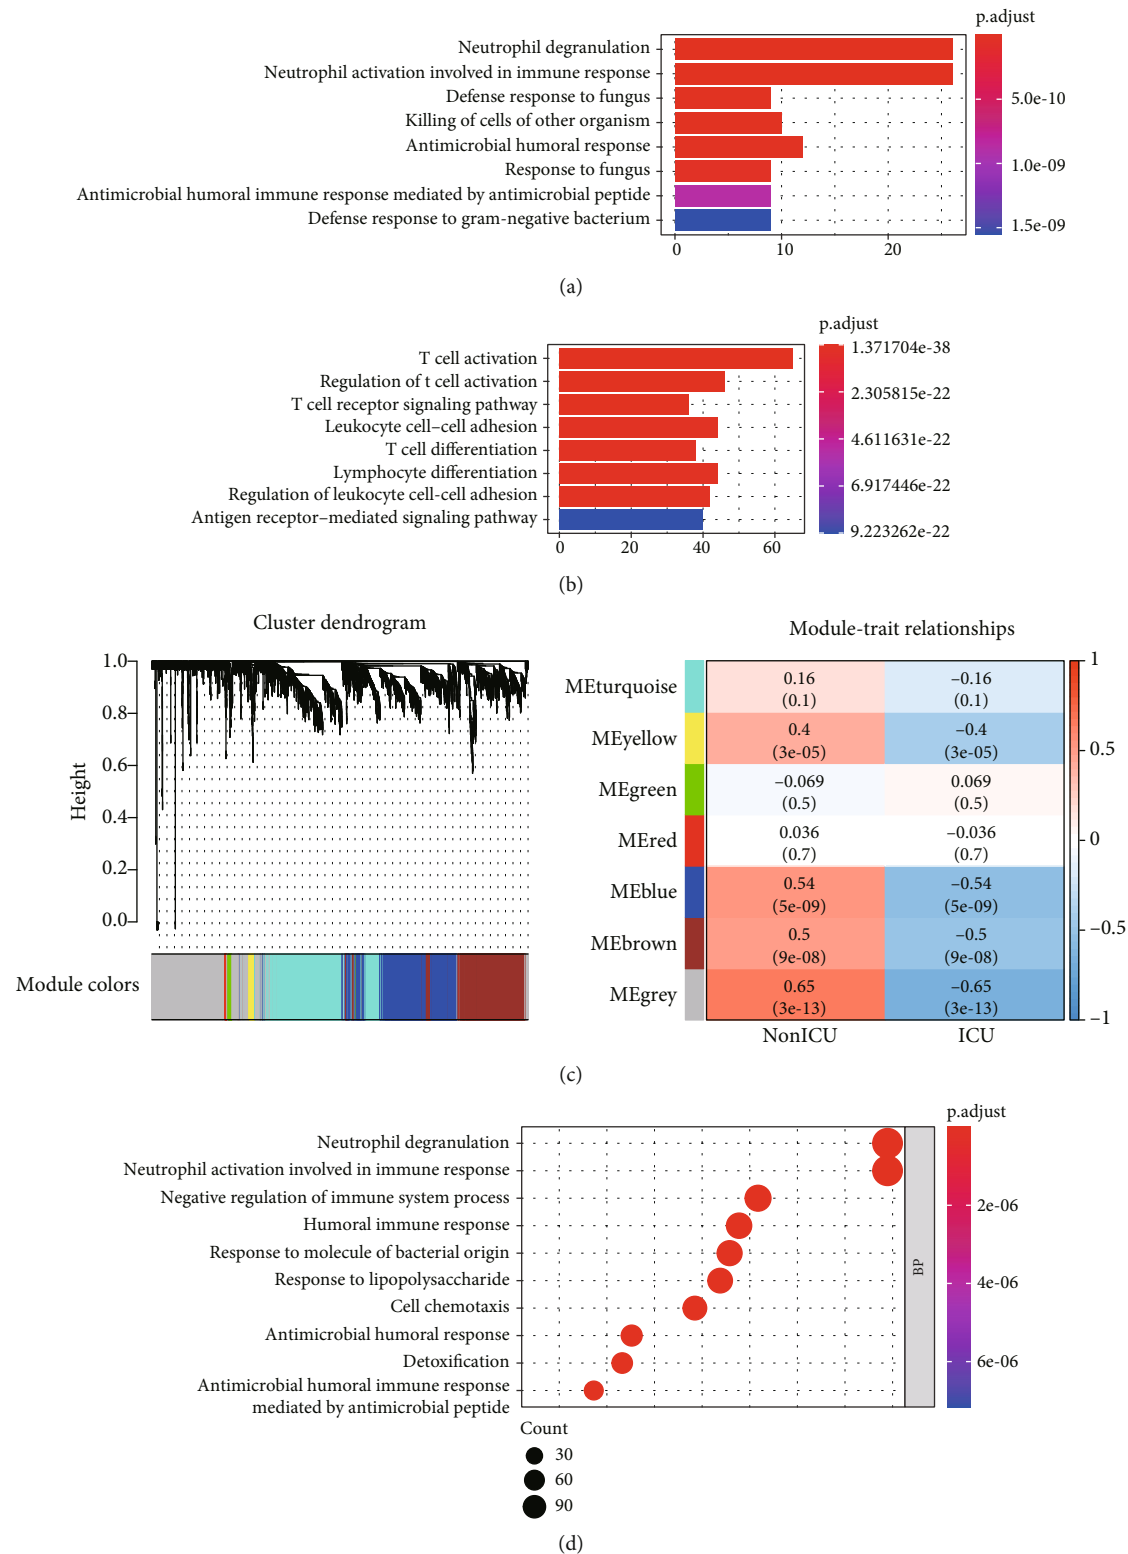 p.adjust
Neutrophil degranulation
Neutrophil activation involved in immune response
Defense response to fungus
Killing of cells of other organism
Antimicrobial humoral response
Response to fungus
Antimicrobial humoral immune response mediated by antimicrobial peptide
Defense response to gram-negative bacterium
0 10 20
5.0e-10
1.0e-09
1.5e-09
(a)
p.adjust
T cell activation
Regulation of t cell activation
T cell receptor signaling pathway
Leukocyte cell–cell adhesion
T cell differentiation
Lymphocyte differentiation
Regulation of leukocyte cell-cell adhesion
Antigen receptor–mediated signaling pathway
0 20 40 60
1.371704e-38
2.305815e-22
4.611631e-22
6.917446e-22
9.223262e-22
(b)
Cluster dendrogram
Height
1.0
0.8
0.6
0.4
0.2
0.0
Module colors
Module-trait relationships
MEturquoise 0.16 –0.16
(0.1) (0.1)
MEyellow 0.4 –0.4
(3e-05) (3e-05)
MEgreen –0.069 0.069
(0.5) (0.5)
MEred 0.036 –0.036
(0.7) (0.7)
MEblue 0.54 –0.54
(5e-09) (5e-09)
MEbrown 0.5 –0.5
(9e-08) (9e-08)
MEgrey 0.65 –0.65
(3e-13) (3e-13)
NonICU ICU
1
0.5
0
–0.5
–1
(c)
p.adjust
Neutrophil degranulation
Neutrophil activation involved in immune response
Negative regulation of immune system process
Humoral immune response
Response to molecule of bacterial origin
Response to lipopolysaccharide
Cell chemotaxis
Antimicrobial humoral response
Detoxification
Antimicrobial humoral immune response
mediated by antimicrobial peptide
BP
2e-06
4e-06
6e-06
Count
30
60
90
(d)